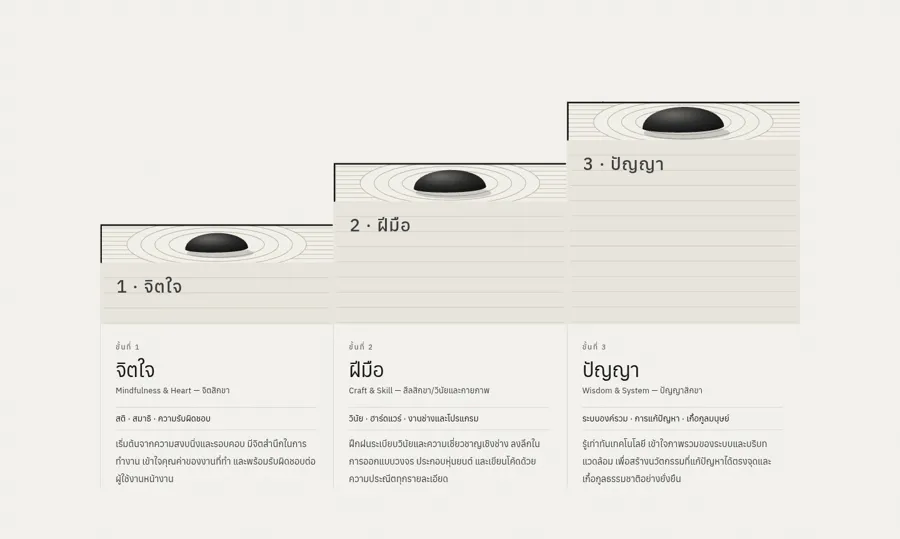 1 · จิตใจ
2 · ฝีมือ
3 · ปัญญา
ขั้นที่ 1
จิตใจ
Mindfulness & Heart — จิตสิกขา
สติ · สมาธิ · ความรับผิดชอบ
เริ่มต้นจากความสงบนิ่งและรอบคอบ มีจิตสำนึกในการ
ทำงาน เข้าใจคุณค่าของงานที่ทำ และพร้อมรับผิดชอบต่อ
ผู้ใช้งานหน้างาน
ขั้นที่ 2
ฝีมือ
Craft & Skill — สีลสิกขา/วินัยและกายภาพ
วินัย · ฮาร์ดแวร์ · งานช่างและโปรแกรม
ฝึกฝนระเบียบวินัยและความเชี่ยวชาญเชิงช่าง ลงลึกใน
การออกแบบวงจร ประกอบหุ่นยนต์ และเขียนโค้ดด้วย
ความประณีตทุกรายละเอียด
ขั้นที่ 3
ปัญญา
Wisdom & System — ปัญญาสิกขา
ระบบองค์รวม · การแก้ปัญหา · เกื้อกูลมนุษย์
รู้เท่าทันเทคโนโลยี เข้าใจภาพรวมของระบบและบริบท
แวดล้อม เพื่อสร้างนวัตกรรมที่แก้ปัญหาได้ตรงจุดและ
เกื้อกูลธรรมชาติอย่างยั่งยืน